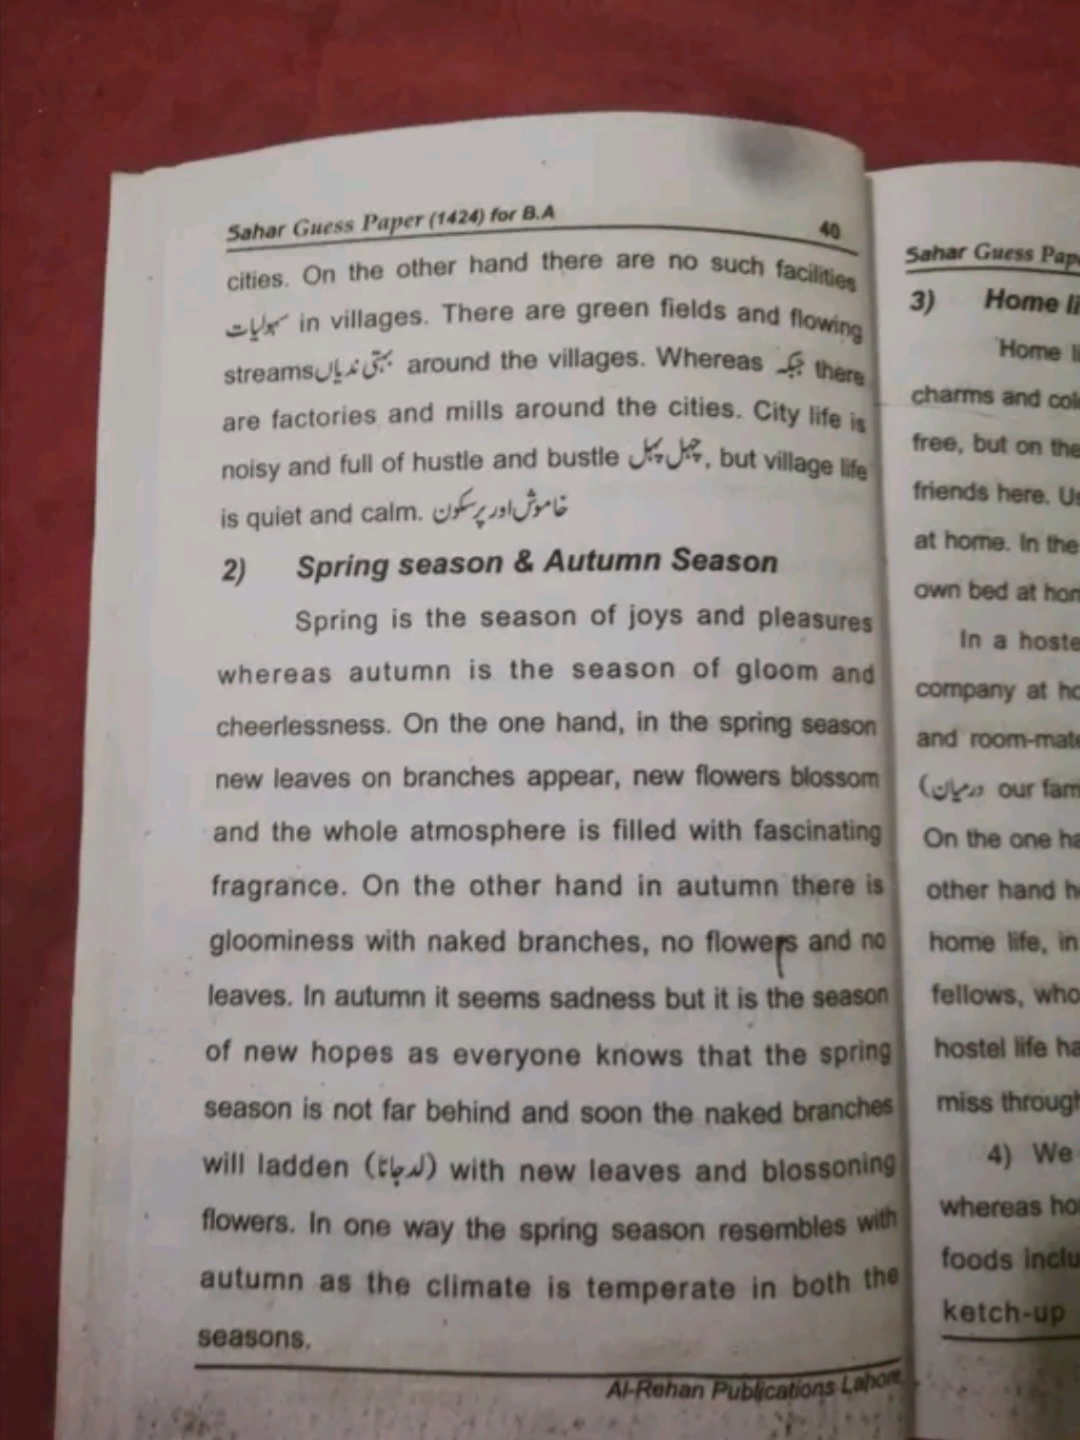 Sahar Guess Paper (1424) for B.A 40
cities. On the other hand there are no such facilities
سہولیات in villages. There are green fields and flowing
streams بہتی ندیاں around the villages. Whereas جبکہ there
are factories and mills around the cities. City life is
noisy and full of hustle and bustle چہل پہل, but village life
is quiet and calm. خاموش اور پرسکون
2) Spring season & Autumn Season
Spring is the season of joys and pleasures
whereas autumn is the season of gloom and
cheerlessness. On the one hand, in the spring season
new leaves on branches appear, new flowers blossom
and the whole atmosphere is filled with fascinating
fragrance. On the other hand in autumn there is
gloominess with naked branches, no flowers and no
leaves. In autumn it seems sadness but it is the season
of new hopes as everyone knows that the spring
season is not far behind and soon the naked branches
will ladden (لد جانا) with new leaves and blossoning
flowers. In one way the spring season resembles with
autumn as the climate is temperate in both the
seasons.
Al-Rehan Publications Lahore
Sahar Guess
3) Home
Home
charms and
free, but on the
friends here.
at home. In the
own bed at
In a
company at
and
(درمیان our
On the one
other hand
home life, in
fellows, who
hostel life
miss
4) We
whereas
foods
ketch-up